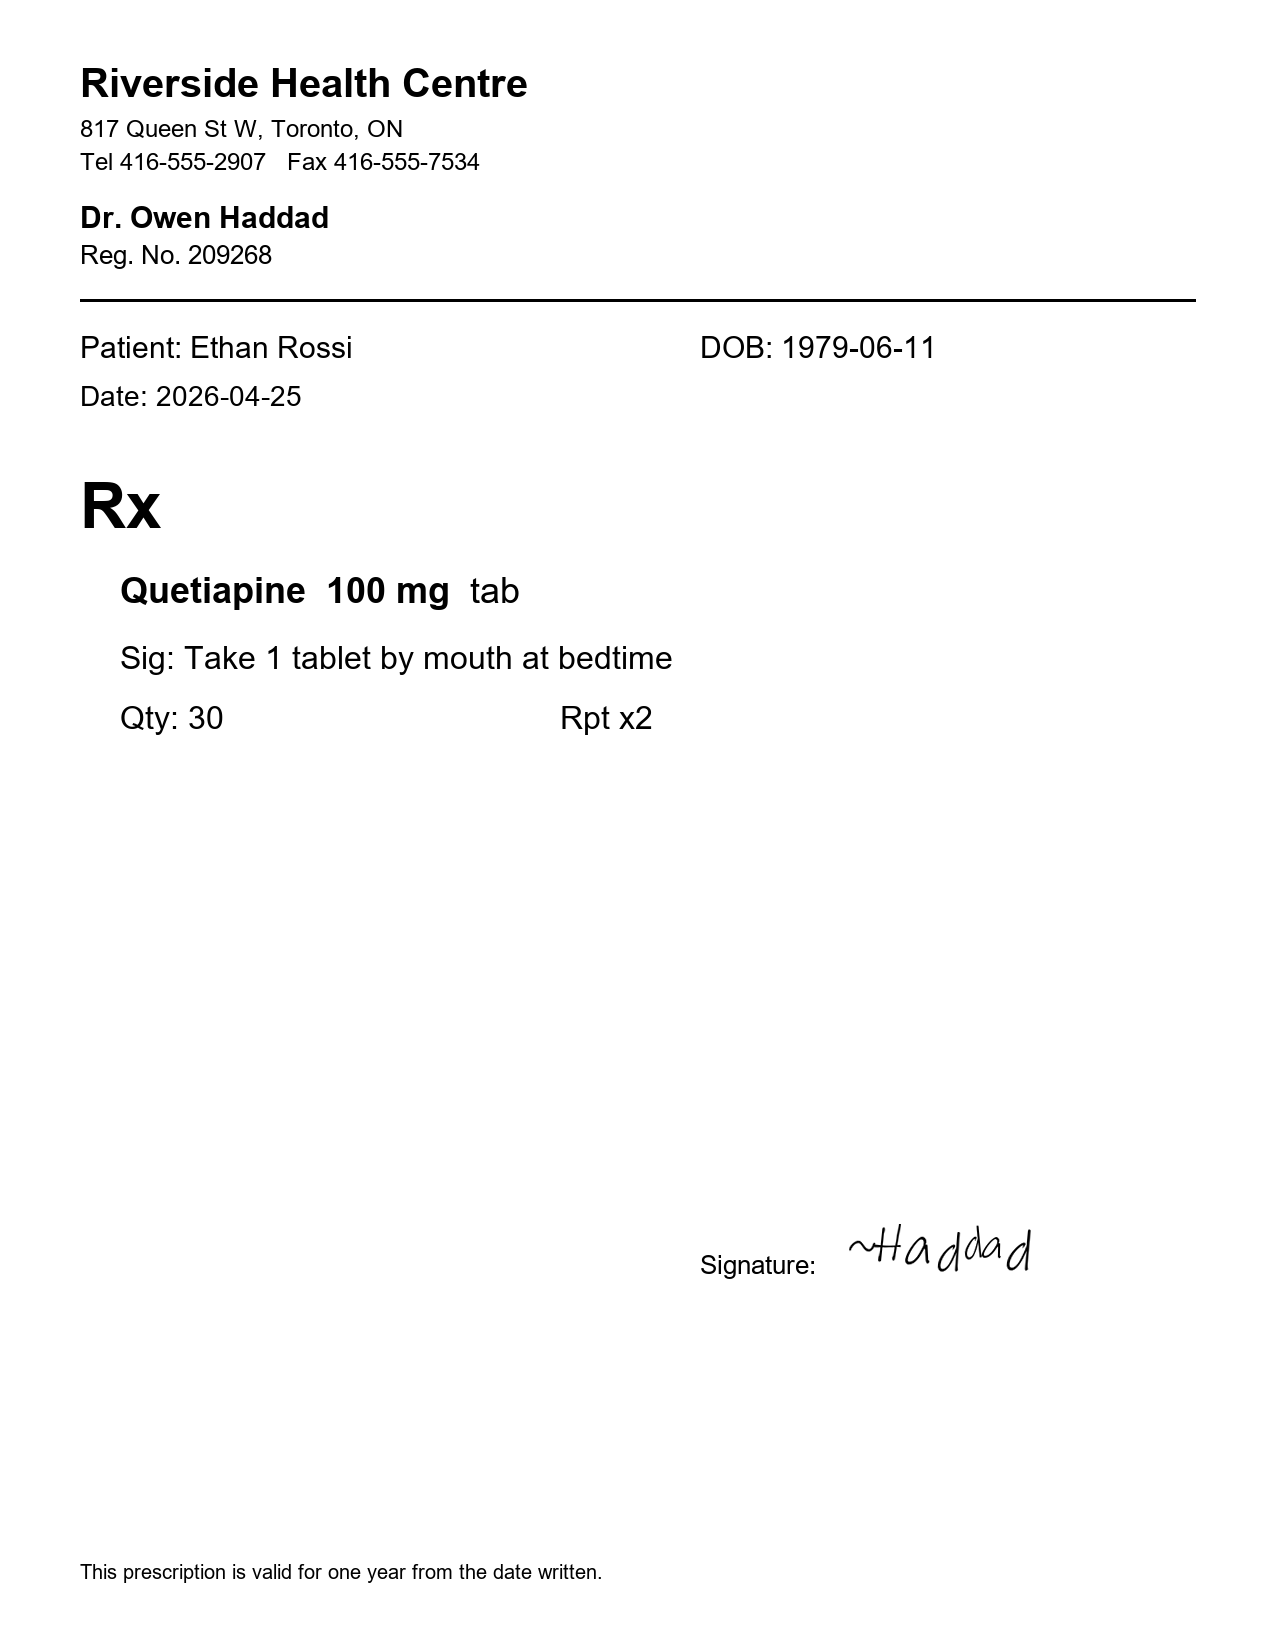 Riverside Health Centre
817 Queen St W, Toronto, ON
Tel 416-555-2907 Fax 416-555-7534
Dr. Owen Haddad
Reg. No. 209268
Patient: Ethan Rossi DOB: 1979-06-11
Date: 2026-04-25
Rx
Quetiapine 100 mg tab
Sig: Take 1 tablet by mouth at bedtime
Qty: 30 Rpt x2
Signature: ~Haddad
This prescription is valid for one year from the date written.